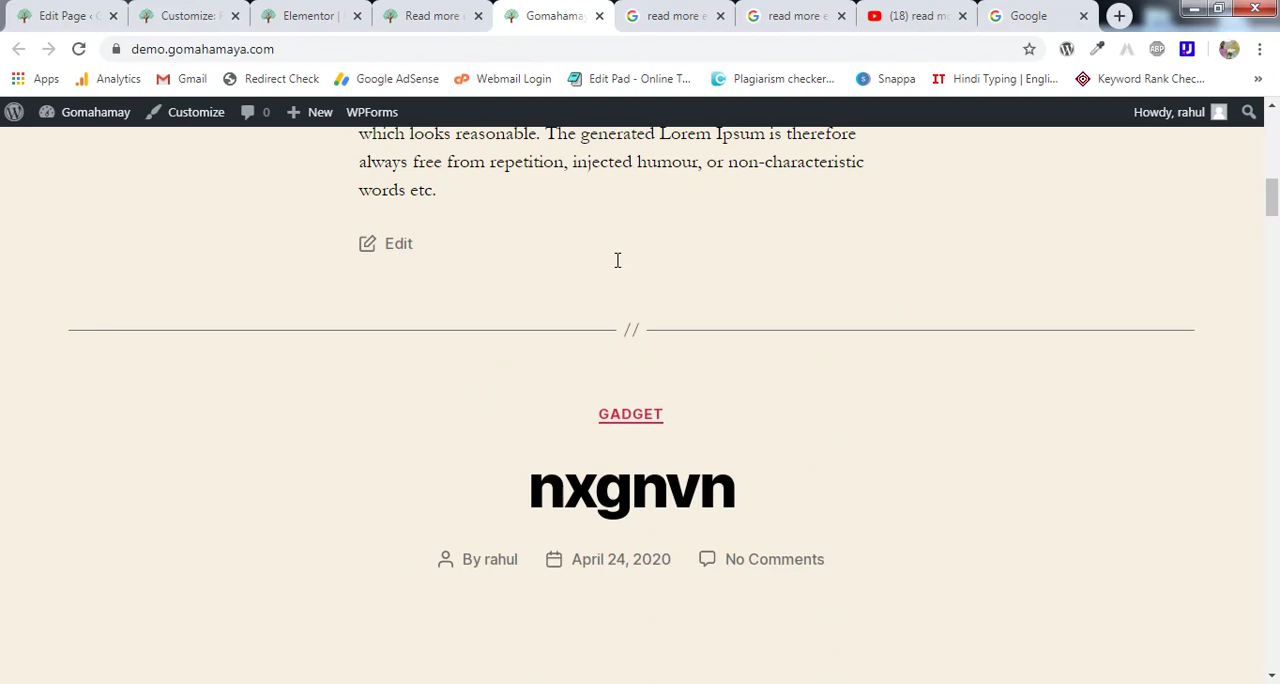 Edit Page ‹ G
Customize: F
Elementor |
Read more
Gomahama
read more e
read more e
(18) read m
Google
demo.gomahamaya.com
ABP
Apps
Analytics
Gmail
Redirect Check
Google AdSense
Webmail Login
Edit Pad - Online T...
Plagiarism checker...
Snappa
IT Hindi Typing | Engli...
Keyword Rank Chec...
»
Gomahamay
Customize
0
New
WPForms
Howdy, rahul
which looks reasonable. The generated Lorem Ipsum is therefore
always free from repetition, injected humour, or non-characteristic
words etc.
Edit
//
GADGET
nxgnvn
By rahul
April 24, 2020
No Comments